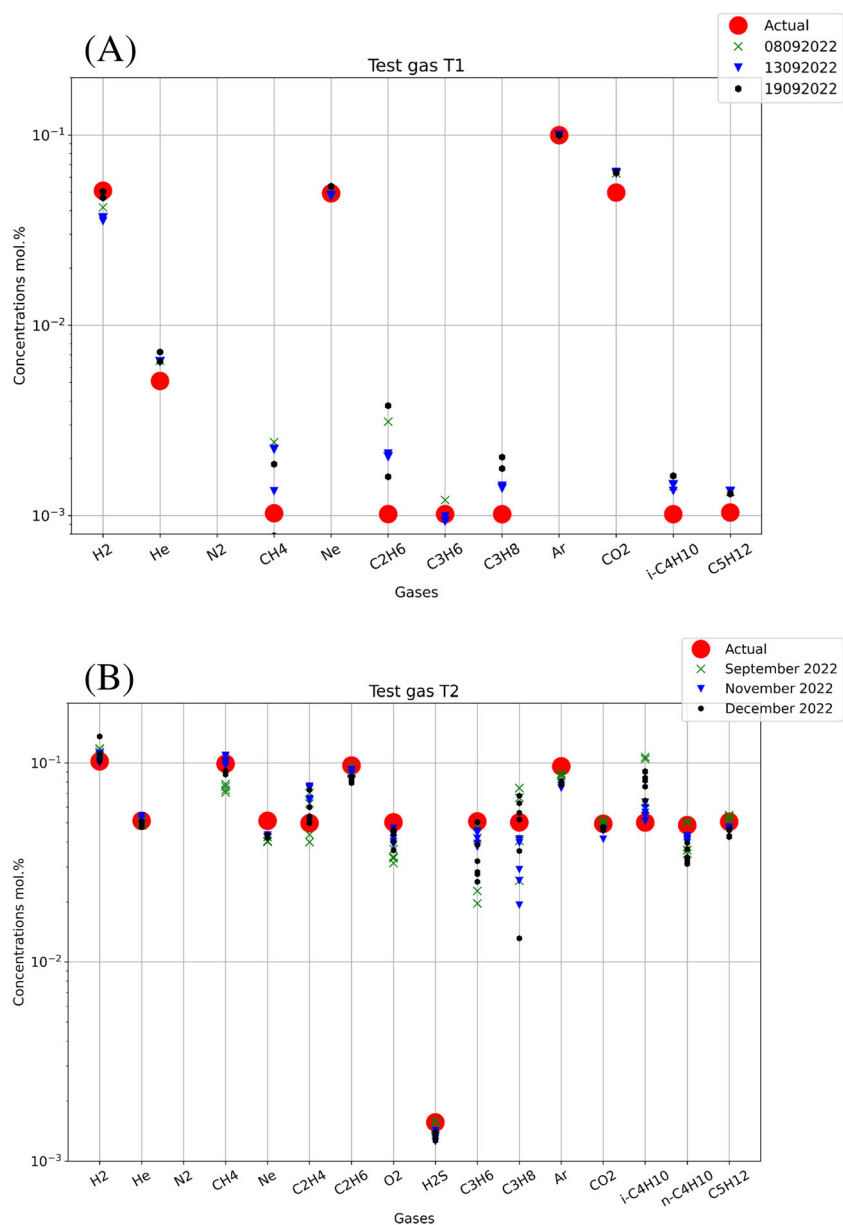 (A)
Test gas T1
Actual
08092022
13092022
19092022
Concentrations mol.%
10⁻¹
10⁻²
10⁻³
H2 He N2 CH4 Ne C2H6 C3H6 C3H8 Ar CO2 i-C4H10 C5H12
Gases
(B)
Test gas T2
Actual
September 2022
November 2022
December 2022
Concentrations mol.%
10⁻¹
10⁻²
10⁻³
H2 He N2 CH4 Ne C2H4 C2H6 O2 H2S C3H6 C3H8 Ar CO2 i-C4H10 n-C4H10 C5H12
Gases